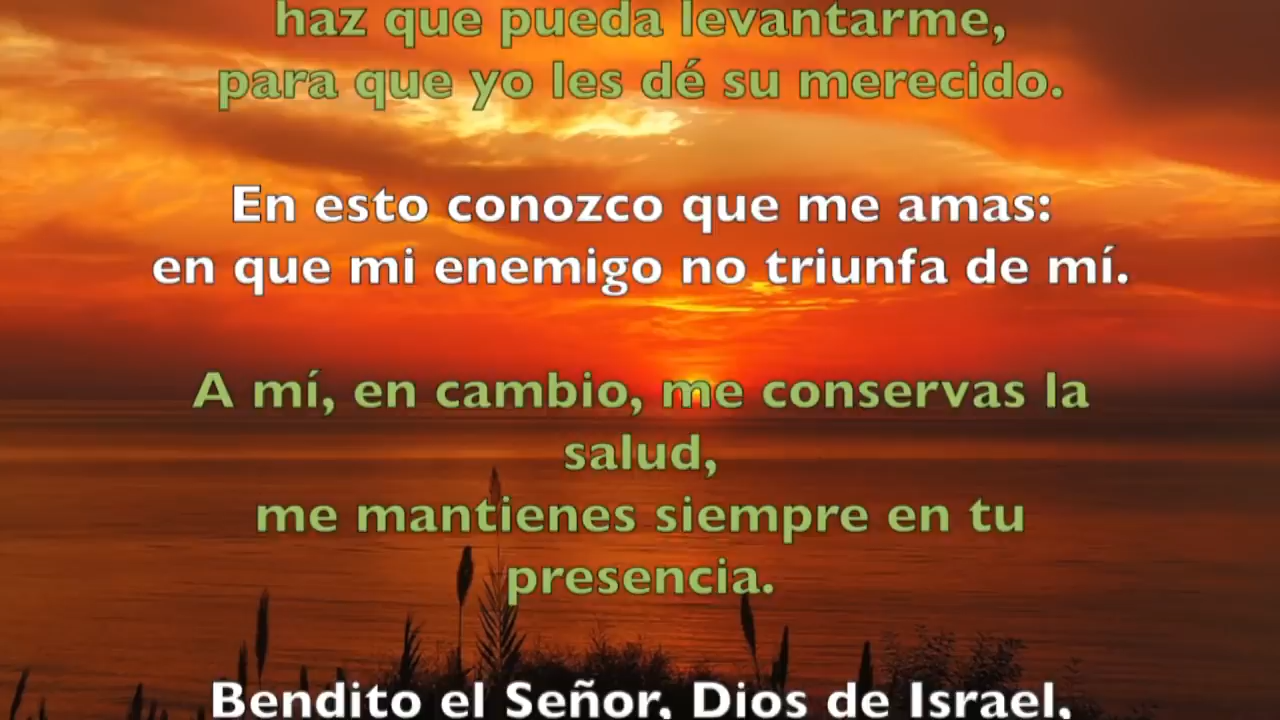 haz que pueda levantarme,
para que yo les dé su merecido.
En esto conozco que me amas:
en que mi enemigo no triunfa de mí.
A mí, en cambio, me conservas la
salud,
me mantienes siempre en tu
presencia.
Bendito el Señor, Dios de Israel,